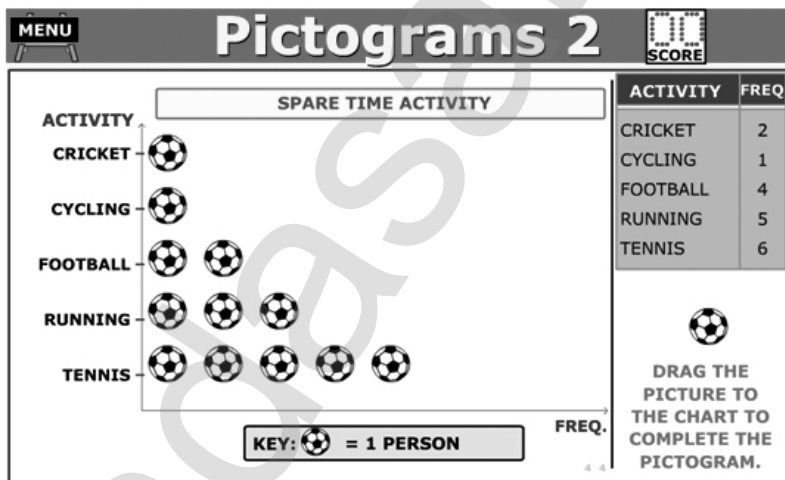 MENU
Pictograms 2
SCORE
SPARE TIME ACTIVITY
ACTIVITY
CRICKET
CYCLING
FOOTBALL
RUNNING
TENNIS
FREQ.
KEY: = 1 PERSON
4 4
ACTIVITY FREQ
CRICKET 2
CYCLING 1
FOOTBALL 4
RUNNING 5
TENNIS 6
DRAG THE
PICTURE TO
THE CHART TO
COMPLETE THE
PICTOGRAM.